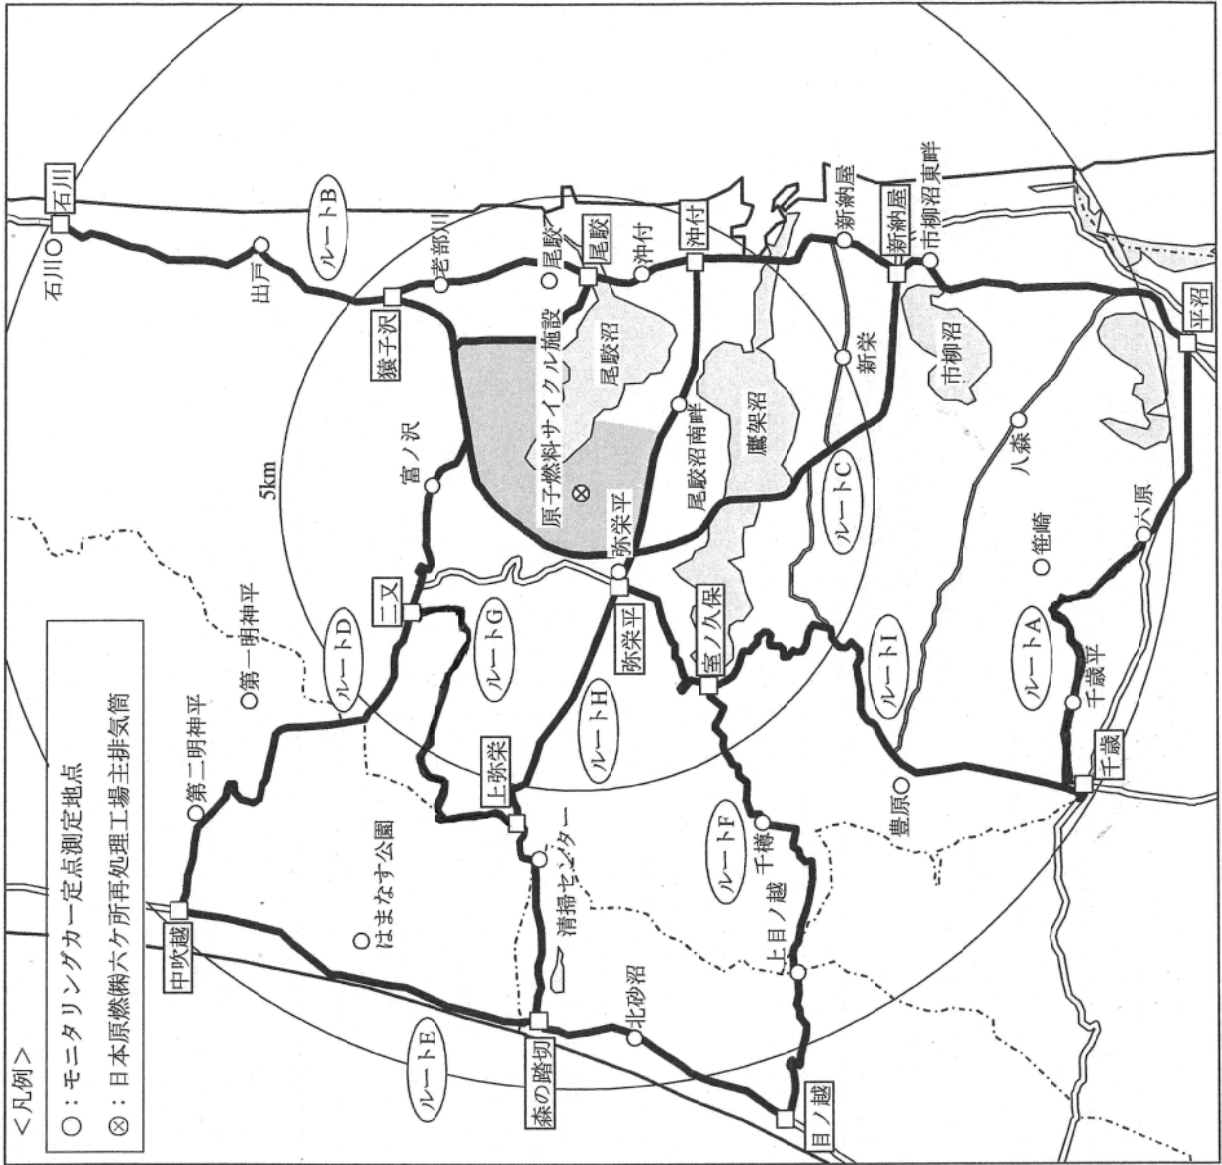 ＜凡例＞
○：モニタリングカー定点測定地点
⊗：日本原燃㈱六ケ所再処理工場主排気筒
5km
石川
石川
出戸
ルートB
猿子沢
老部川
尾駮
尾駮
沖付
沖付
新納屋
新納屋
市柳沼東畔
平沼
原子燃料サイクル施設
尾駮沼
尾駮沼南畔
鷹架沼
新栄
市柳沼
八森
富ノ沢
二又
第一明神平
第二明神平
ルートD
ルートG
弥栄平
弥栄平
ルートC
笹崎
六原
室ノ久保
ルートH
ルートI
ルートA
千歳平
千歳
上弥栄
豊原
千樽
ルートF
清掃センター
はまなす公園
中吹越
上目ノ越
北砂沼
森の踏切
ルートE
目ノ越